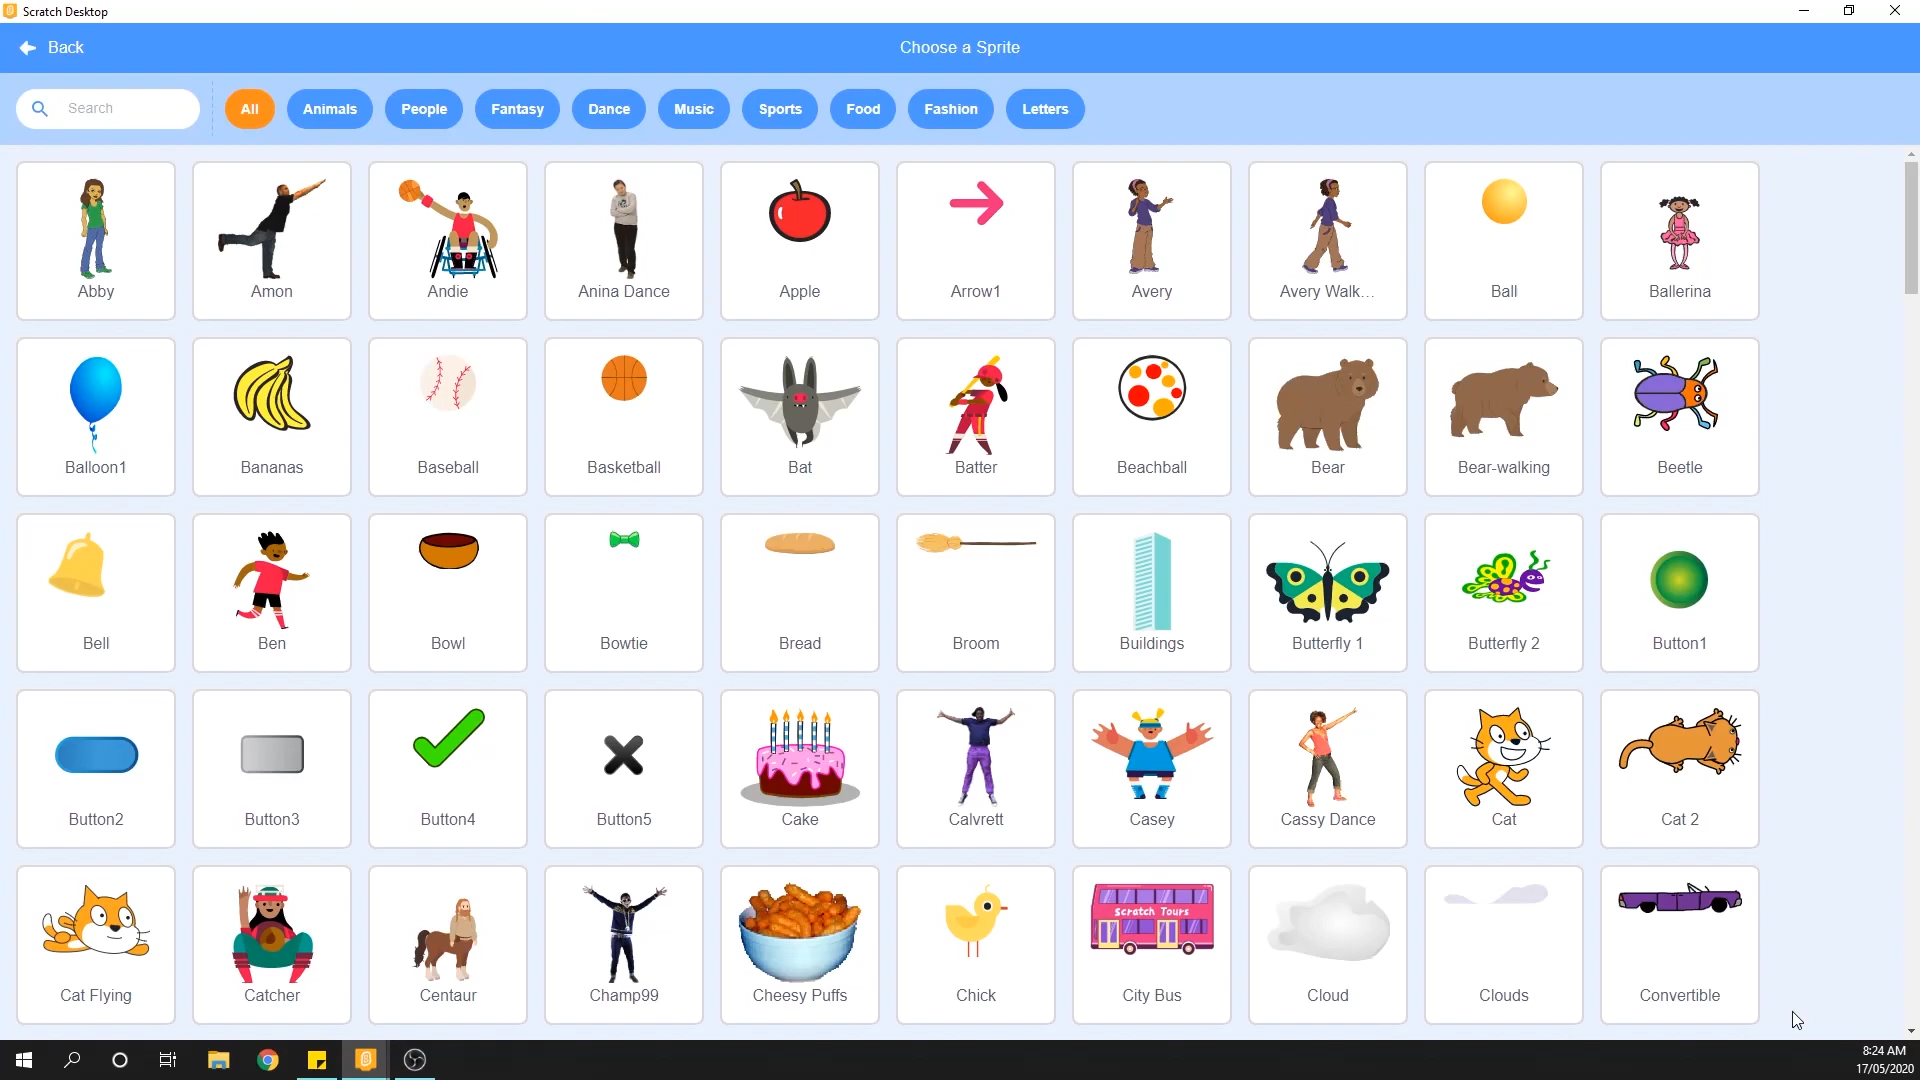 Scratch Desktop
Back
Choose a Sprite
Search
All
Animals
People
Fantasy
Dance
Music
Sports
Food
Fashion
Letters
Abby
Amon
Andie
Anina Dance
Apple
Arrow1
Avery
Avery Walk...
Ball
Ballerina
Balloon1
Bananas
Baseball
Basketball
Bat
Batter
Beachball
Bear
Bear-walking
Beetle
Bell
Ben
Bowl
Bowtie
Bread
Broom
Buildings
Butterfly 1
Butterfly 2
Button1
Button2
Button3
Button4
Button5
Cake
Calvrett
Casey
Cassy Dance
Cat
Cat 2
Scratch Tours
Cat Flying
Catcher
Centaur
Champ99
Cheesy Puffs
Chick
City Bus
Cloud
Clouds
Convertible
8:24 AM
17/05/2020